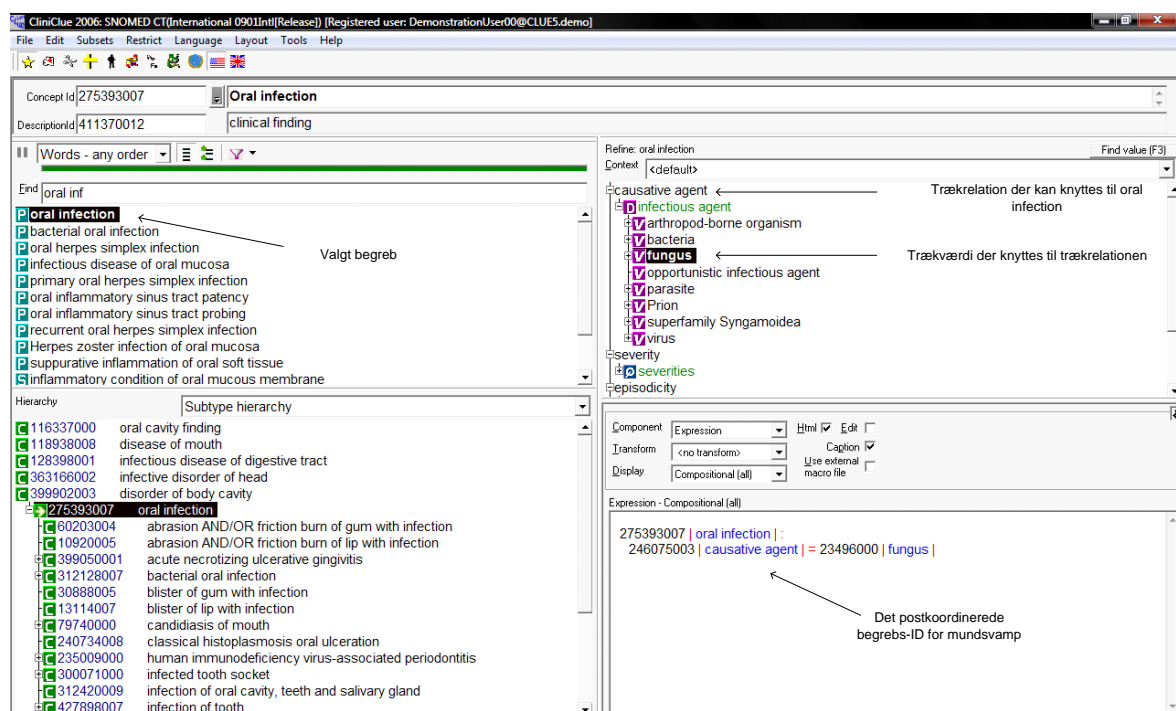 CliniClue 2006: SNOMED CT(International 0901Intl[Release]) [Registered user: DemonstrationUser00@CLUE5.demo]
File Edit Subsets Restrict Language Layout Tools Help
Concept Id 275393007 Oral infection
DescriptionId 411370012 clinical finding
Words - any order
Find oral inf
P oral infection
P bacterial oral infection
P oral herpes simplex infection
P infectious disease of oral mucosa
P primary oral herpes simplex infection
P oral inflammatory sinus tract patency
P oral inflammatory sinus tract probing
P recurrent oral herpes simplex infection
P Herpes zoster infection of oral mucosa
P suppurative inflammation of oral soft tissue
S inflammatory condition of oral mucous membrane
Valgt begreb
Hierarchy Subtype hierarchy
C 116337000 oral cavity finding
C 118938008 disease of mouth
C 128398001 infectious disease of digestive tract
C 363166002 infective disorder of head
C 399902003 disorder of body cavity
275393007 oral infection
C 60203004 abrasion AND/OR friction burn of gum with infection
C 10920005 abrasion AND/OR friction burn of lip with infection
C 399050001 acute necrotizing ulcerative gingivitis
C 312128007 bacterial oral infection
C 30888005 blister of gum with infection
C 13114007 blister of lip with infection
C 79740000 candidiasis of mouth
C 240734008 classical histoplasmosis oral ulceration
C 235009000 human immunodeficiency virus-associated periodontitis
C 300071000 infected tooth socket
C 312420009 infection of oral cavity, teeth and salivary gland
C 427898007 infection of tooth
Refine: oral infection Find value (F3)
Context <default>
causative agent
D infectious agent
V arthropod-borne organism
V bacteria
V fungus
V opportunistic infectious agent
V parasite
V Prion
V superfamily Syngamoidea
V virus
severity
severities
episodicity
Trækrelation der kan knyttes til oral
infection
Trækværdi der knyttes til trækrelationen
Component Expression Html Edit
Transform <no transform> Caption
Display Compositional (all) Use external
macro file
Expression - Compositional (all)
275393007 | oral infection | :
246075003 | causative agent | = 23496000 | fungus |
Det postkoordinerede
begrebs-ID for mundsvamp